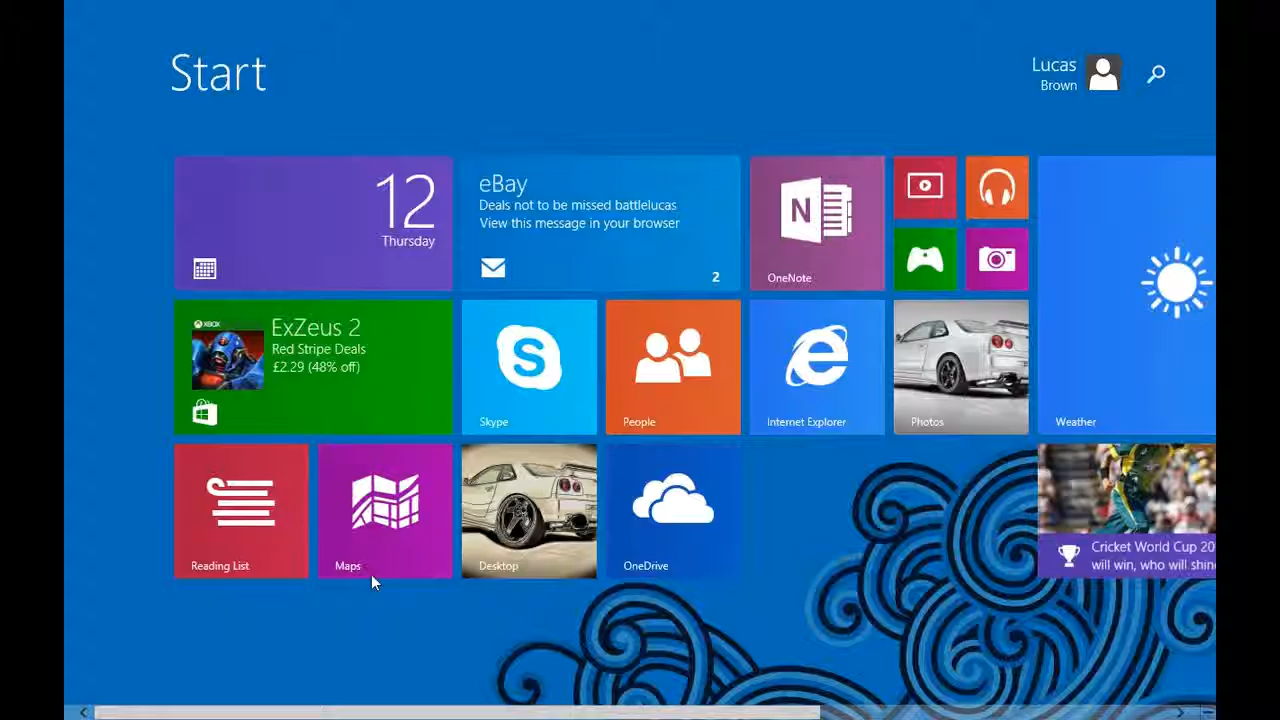 Start
Lucas
Brown
12
Thursday
eBay
Deals not to be missed battlelucas
View this message in your browser
2
OneNote
XBOX
ExZeus 2
Red Stripe Deals
£2.29 (48% off)
Skype
People
Internet Explorer
Photos
Weather
Reading List
Maps
Desktop
OneDrive
Cricket World Cup 20
will win, who will shin